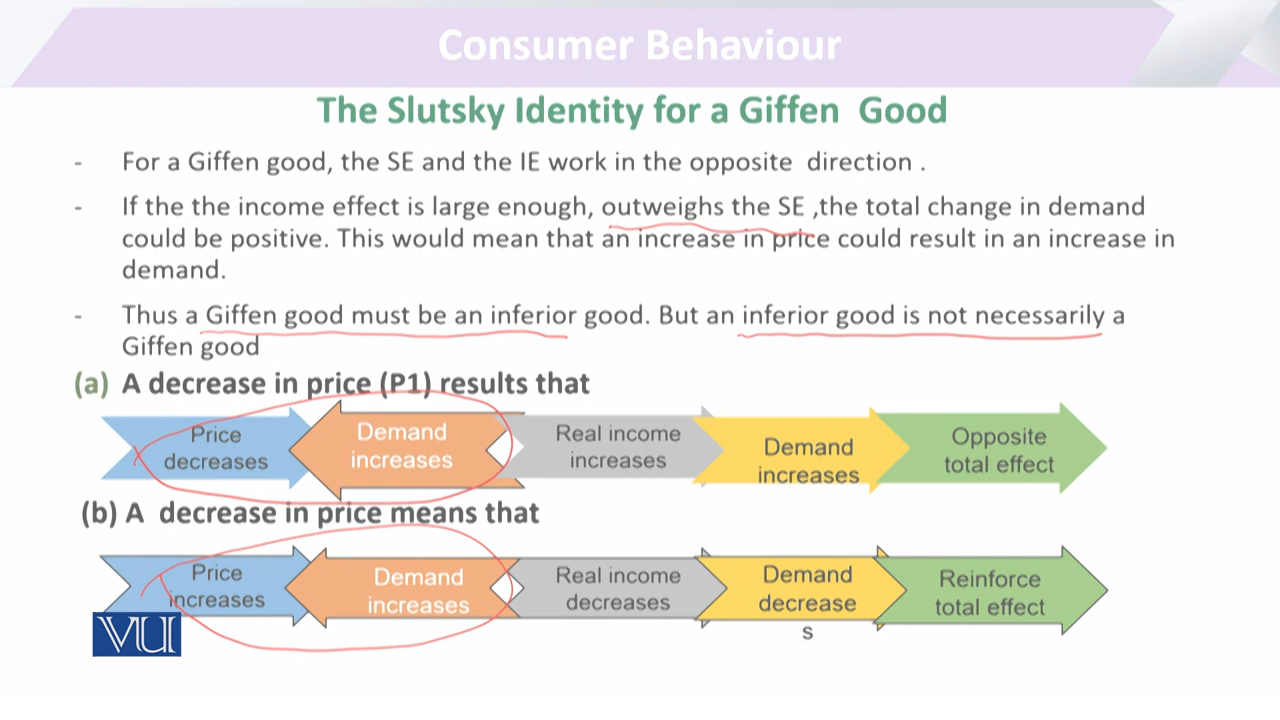 Consumer Behaviour
The Slutsky Identity for a Giffen Good
- For a Giffen good, the SE and the IE work in the opposite direction .
- If the the income effect is large enough, outweighs the SE ,the total change in demand
could be positive. This would mean that an increase in price could result in an increase in
demand.
- Thus a Giffen good must be an inferior good. But an inferior good is not necessarily a
Giffen good
(a) A decrease in price (P1) results that
Price
decreases
Demand
increases
Real income
increases
Demand
increases
Opposite
total effect
(b) A decrease in price means that
Price
increases
Demand
increases
Real income
decreases
Demand
decrease
s
Reinforce
total effect
VU